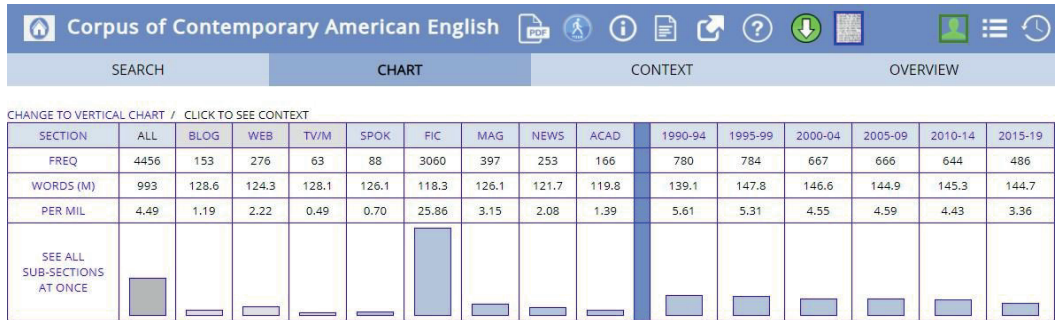 Corpus of Contemporary American English PDF
SEARCH CHART CONTEXT OVERVIEW
CHANGE TO VERTICAL CHART / CLICK TO SEE CONTEXT
SECTION ALL BLOG WEB TV/M SPOK FIC MAG NEWS ACAD 1990-94 1995-99 2000-04 2005-09 2010-14 2015-19
FREQ 4456 153 276 63 88 3060 397 253 166 780 784 667 666 644 486
WORDS (M) 993 128.6 124.3 128.1 126.1 118.3 126.1 121.7 119.8 139.1 147.8 146.6 144.9 145.3 144.7
PER MIL 4.49 1.19 2.22 0.49 0.70 25.86 3.15 2.08 1.39 5.61 5.31 4.55 4.59 4.43 3.36
SEE ALL
SUB-SECTIONS
AT ONCE